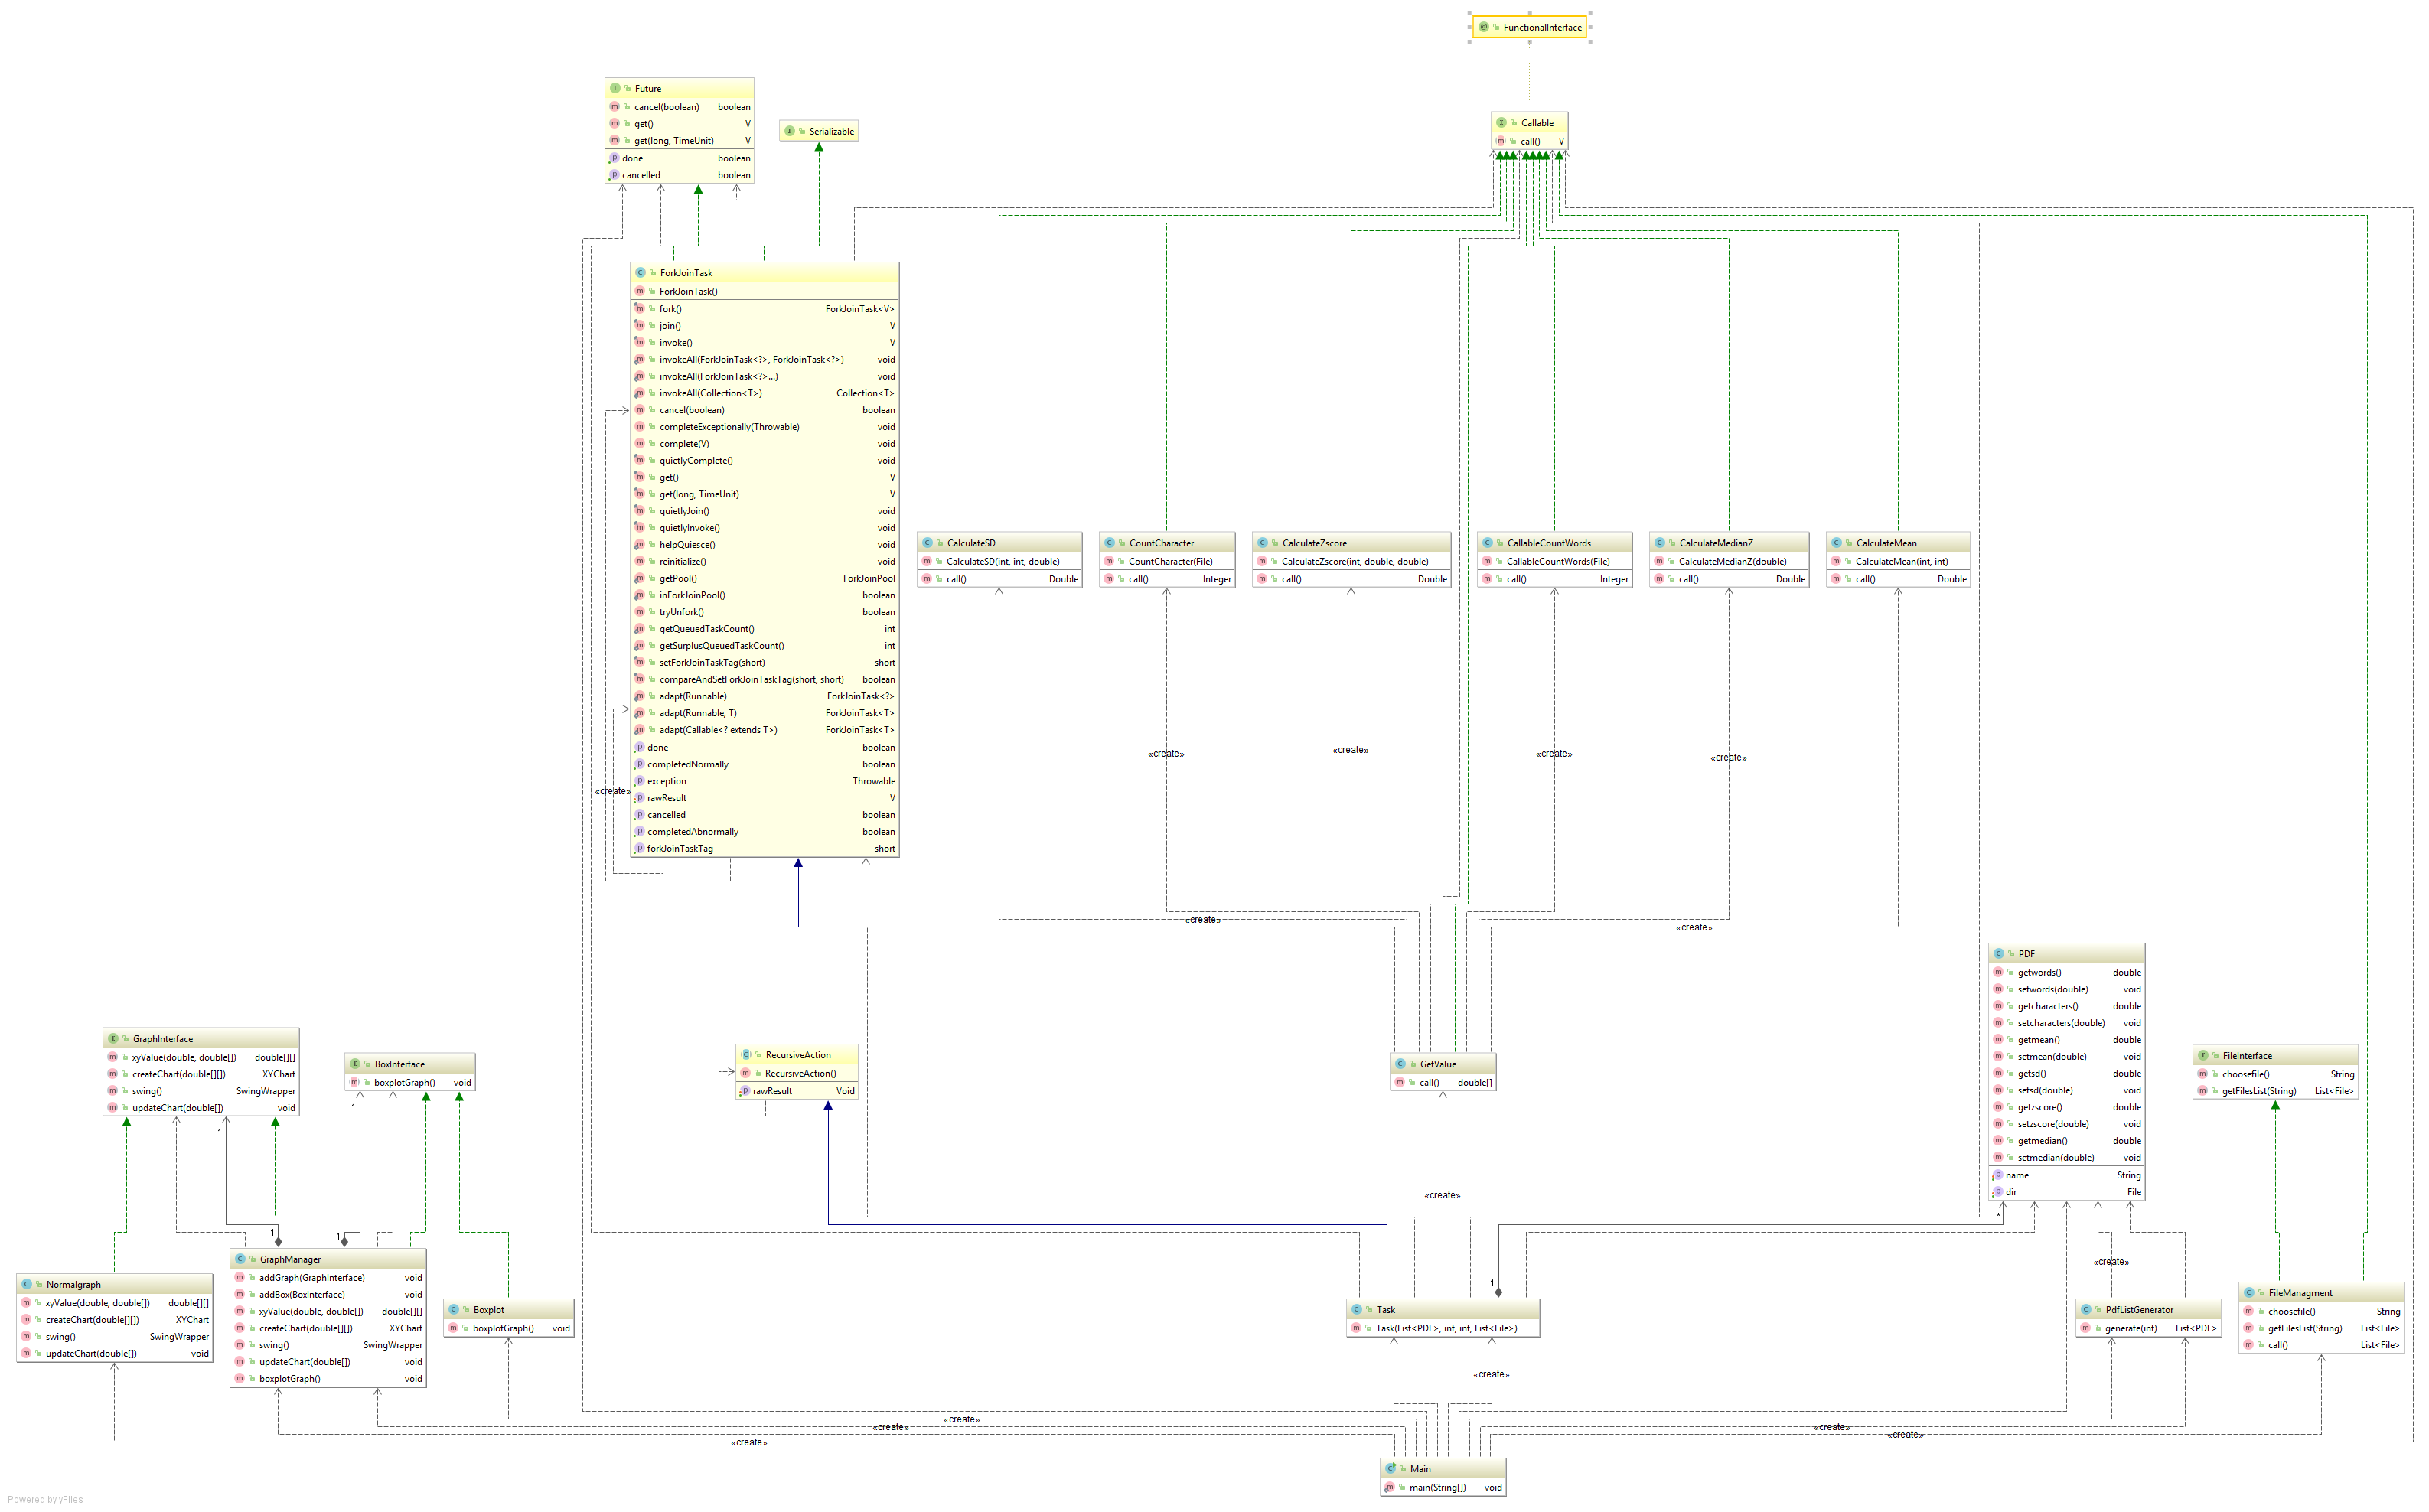 FunctionalInterface
Future
cancel(boolean) boolean
get() V
get(long, TimeUnit) V
done boolean
cancelled boolean
Serializable
Callable
call() V
ForkJoinTask
ForkJoinTask()
fork() ForkJoinTask<V>
join() V
invoke() V
invokeAll(ForkJoinTask<?>, ForkJoinTask<?>) void
invokeAll(ForkJoinTask<?>...) void
invokeAll(Collection<T>) Collection<T>
cancel(boolean) boolean
completeExceptionally(Throwable) void
complete(V) void
quietlyComplete() void
get() V
get(long, TimeUnit) V
quietlyJoin() void
quietlyInvoke() void
helpQuiesce() void
reinitialize() void
getPool() ForkJoinPool
inForkJoinPool() boolean
tryUnfork() boolean
getQueuedTaskCount() int
getSurplusQueuedTaskCount() int
setForkJoinTaskTag(short) short
compareAndSetForkJoinTaskTag(short, short) boolean
adapt(Runnable) ForkJoinTask<?>
adapt(Runnable, T) ForkJoinTask<T>
adapt(Callable<? extends T>) ForkJoinTask<T>
done boolean
completedNormally boolean
exception Throwable
rawResult V
cancelled boolean
completedAbnormally boolean
forkJoinTaskTag short
«create»
CalculateSD
CalculateSD(int, int, double)
call() Double
CountCharacter
CountCharacter(File)
call() Integer
CalculateZscore
CalculateZscore(int, double, double)
call() Double
CallableCountWords
CallableCountWords(File)
call() Integer
CalculateMedianZ
CalculateMedianZ(double)
call() Double
CalculateMean
CalculateMean(int, int)
call() Double
«create»
«create»
«create»
«create»
«create»
«create»
PDF
getwords() double
setwords(double) void
getcharacters() double
setcharacters(double) void
getmean() double
setmean(double) void
getsd() double
setsd(double) void
getzscore() double
setzscore(double) void
getmedian() double
setmedian(double) void
name String
dir File
GraphInterface
xyValue(double, double[]) double[][]
createChart(double[][]) XYChart
swing() SwingWrapper
updateChart(double[]) void
BoxInterface
boxplotGraph() void
RecursiveAction
RecursiveAction()
rawResult Void
GetValue
call() double[]
FileInterface
choosefile() String
getFilesList(String) List<File>
1
1
«create»
*
1
1
1
«create»
Normalgraph
xyValue(double, double[]) double[][]
createChart(double[][]) XYChart
swing() SwingWrapper
updateChart(double[]) void
GraphManager
addGraph(GraphInterface) void
addBox(BoxInterface) void
xyValue(double, double[]) double[][]
createChart(double[][]) XYChart
swing() SwingWrapper
updateChart(double[]) void
boxplotGraph() void
Boxplot
boxplotGraph() void
Task
Task(List<PDF>, int, int, List<File>)
PdfListGenerator
generate(int) List<PDF>
FileManagment
choosefile() String
getFilesList(String) List<File>
call() List<File>
«create»
«create»
«create»
«create»
«create»
«create»
Main
main(String[]) void
Powered by yFiles